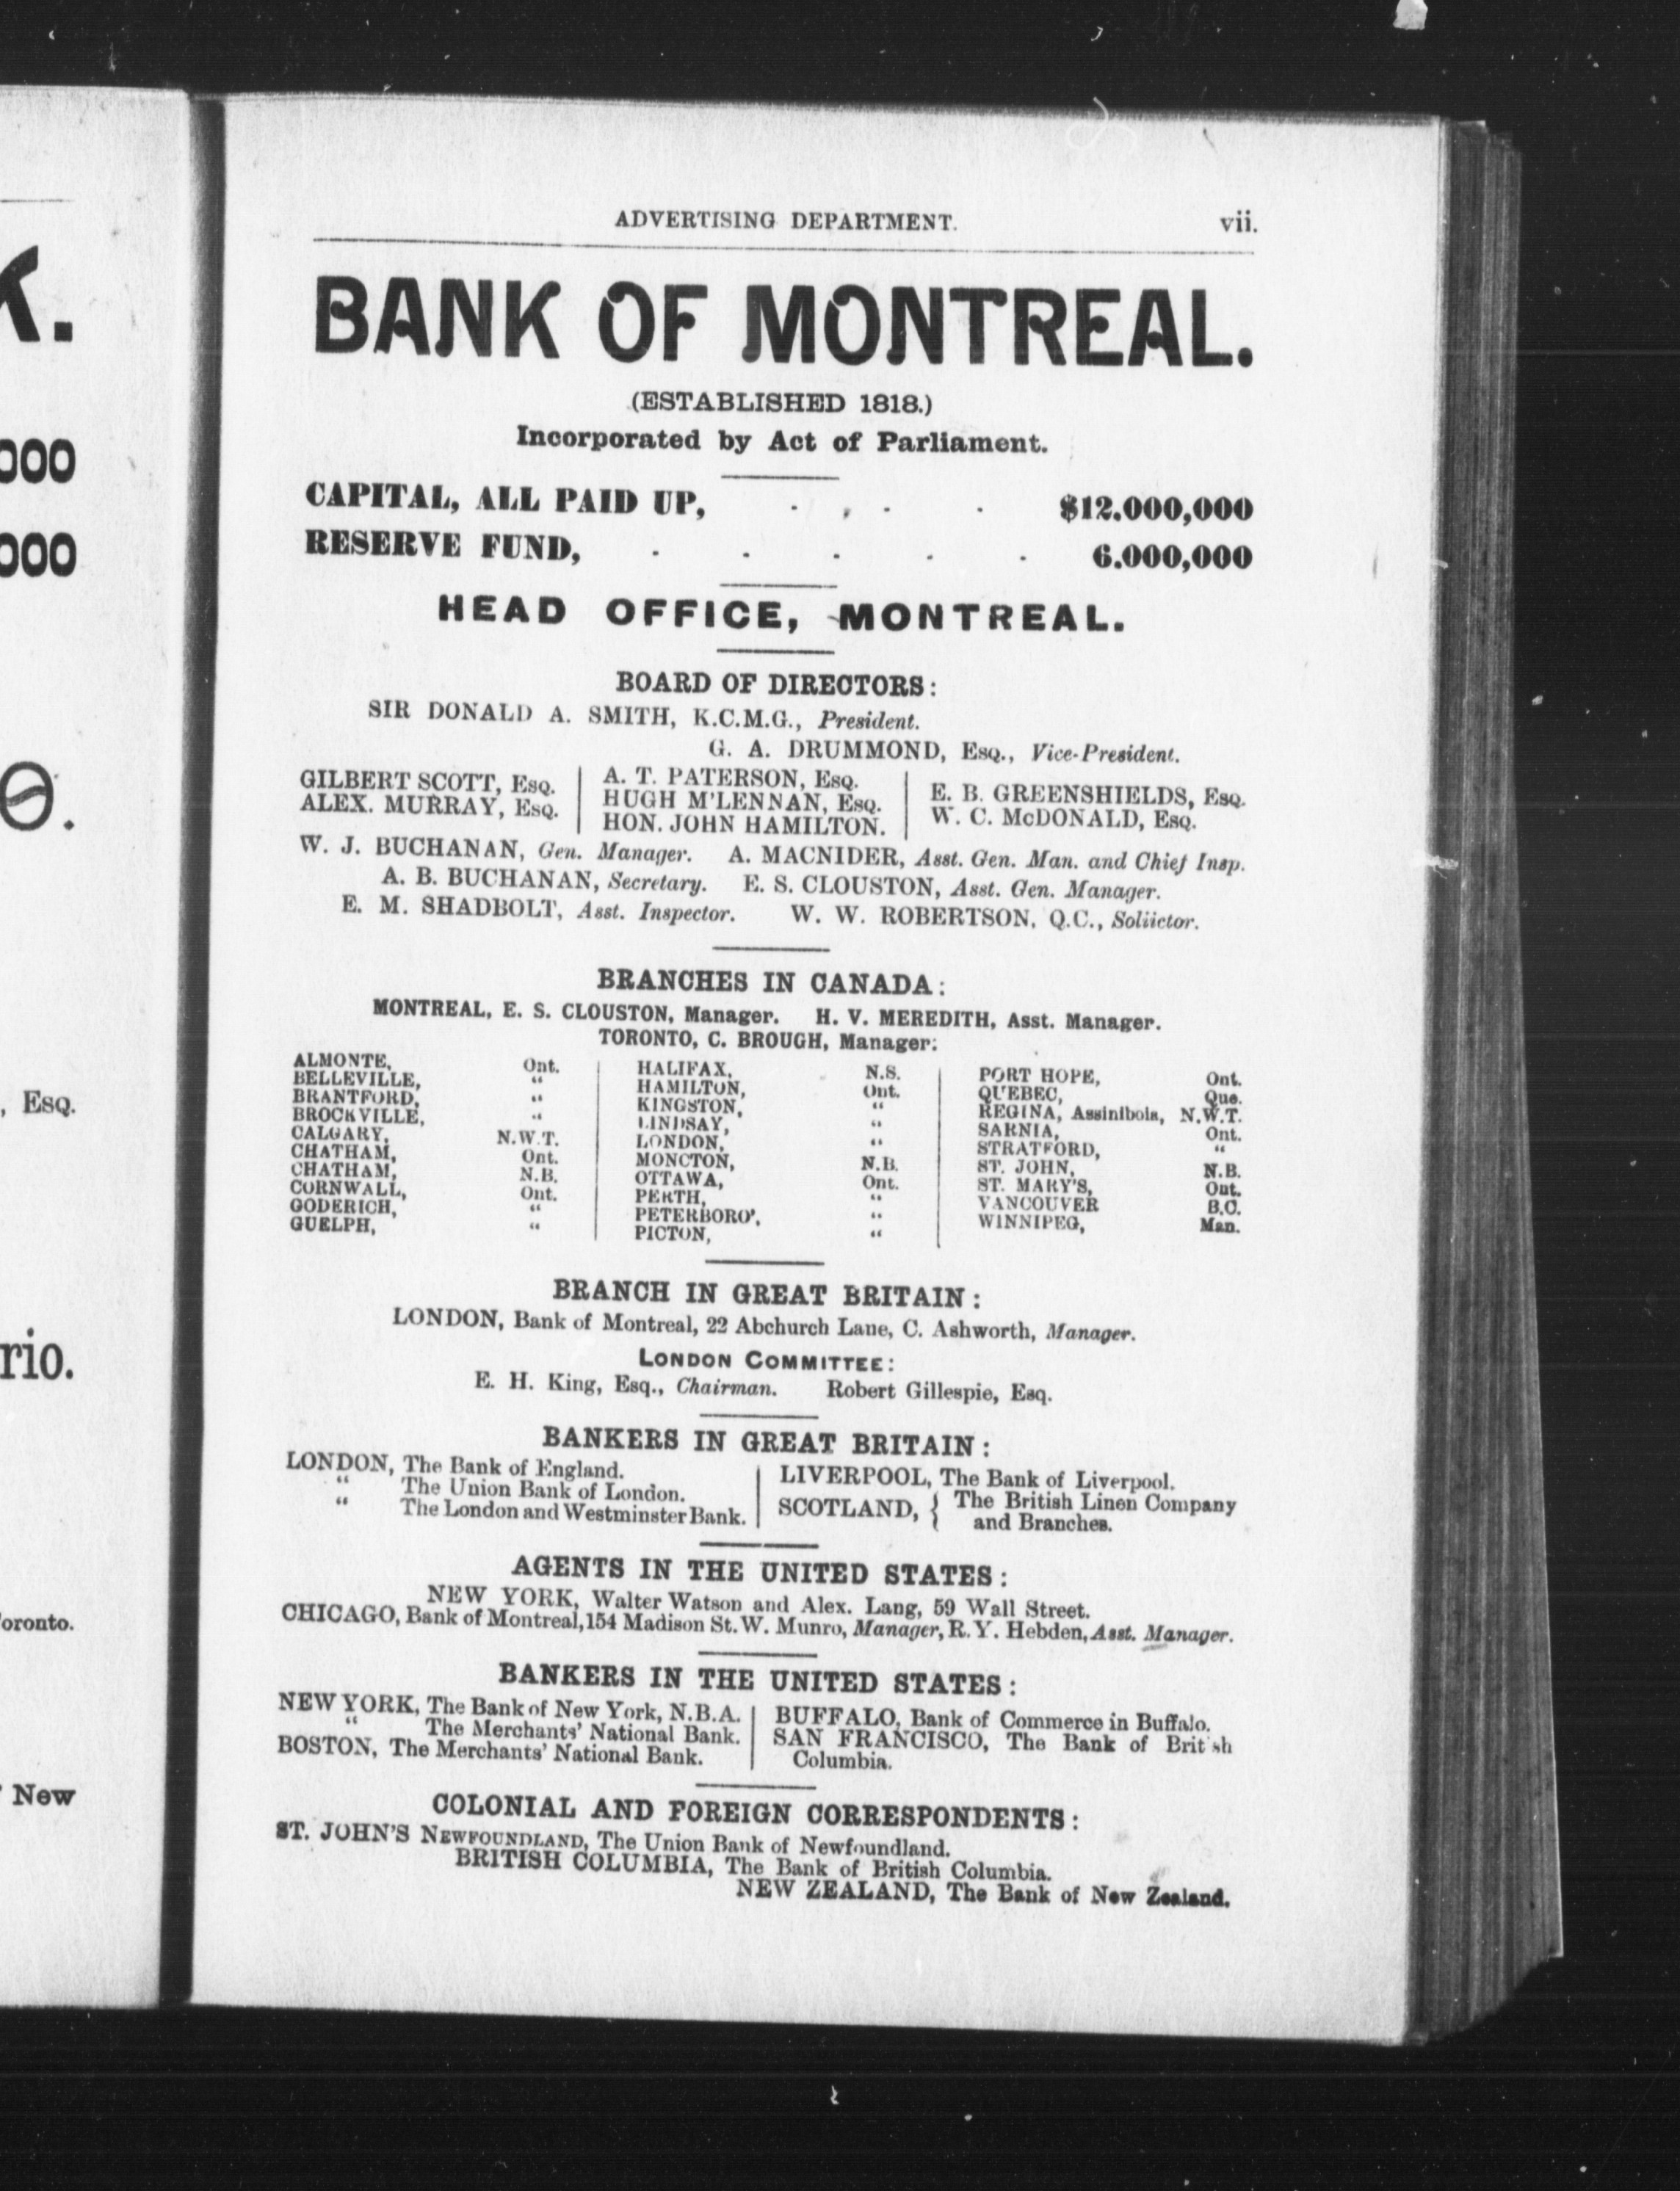 K.
000
000
O.
, ESQ.
rio.
oronto.
New
ADVERTISING DEPARTMENT. vii.
BANK OF MONTREAL.
(ESTABLISHED 1818.)
Incorporated by Act of Parliament.
CAPITAL, ALL PAID UP, . . . . $12.000,000
RESERVE FUND, . . . . . 6.000,000
HEAD OFFICE, MONTREAL.
BOARD OF DIRECTORS:
SIR DONALD A. SMITH, K.C.M.G., President.
G. A. DRUMMOND, Esq., Vice-President.
GILBERT SCOTT, Esq.
ALEX. MURRAY, Esq.
A. T. PATERSON, Esq.
HUGH M'LENNAN, Esq.
HON. JOHN HAMILTON.
E. B. GREENSHIELDS, Esq.
W. C. McDONALD, Esq.
W. J. BUCHANAN, Gen. Manager. A. MACNIDER, Asst. Gen. Man. and Chief Insp.
A. B. BUCHANAN, Secretary. E. S. CLOUSTON, Asst. Gen. Manager.
E. M. SHADBOLT, Asst. Inspector. W. W. ROBERTSON, Q.C., Soliictor.
BRANCHES IN CANADA:
MONTREAL, E. S. CLOUSTON, Manager. H. V. MEREDITH, Asst. Manager.
TORONTO, C. BROUGH, Manager:
ALMONTE, Ont.
BELLEVILLE, "
BRANTFORD, "
BROCKVILLE, "
CALGARY, N.W.T.
CHATHAM, Ont.
CHATHAM, N.B.
CORNWALL, Ont.
GODERICH, "
GUELPH, "
HALIFAX, N.S.
HAMILTON, Ont.
KINGSTON, "
LINDSAY, "
LONDON, "
MONCTON, N.B.
OTTAWA, Ont.
PERTH, "
PETERBORO', "
PICTON, "
PORT HOPE, Ont.
QUEBEC, Que.
REGINA, Assiniboia, N.W.T.
SARNIA, Ont.
STRATFORD, "
ST. JOHN, N.B.
ST. MARY'S, Ont.
VANCOUVER B.C.
WINNIPEG, Man.
BRANCH IN GREAT BRITAIN:
LONDON, Bank of Montreal, 22 Abchurch Lane, C. Ashworth, Manager.
LONDON COMMITTEE:
E. H. King, Esq., Chairman. Robert Gillespie, Esq.
BANKERS IN GREAT BRITAIN:
LONDON, The Bank of England.
" The Union Bank of London.
" The London and Westminster Bank.
LIVERPOOL, The Bank of Liverpool.
SCOTLAND, { The British Linen Company
and Branches.
AGENTS IN THE UNITED STATES:
NEW YORK, Walter Watson and Alex. Lang, 59 Wall Street.
CHICAGO, Bank of Montreal, 154 Madison St. W. Munro, Manager, R. Y. Hebden, Asst. Manager.
BANKERS IN THE UNITED STATES:
NEW YORK, The Bank of New York, N.B.A.
" The Merchants' National Bank.
BOSTON, The Merchants' National Bank.
BUFFALO, Bank of Commerce in Buffalo.
SAN FRANCISCO, The Bank of British
Columbia.
COLONIAL AND FOREIGN CORRESPONDENTS:
ST. JOHN'S NEWFOUNDLAND, The Union Bank of Newfoundland.
BRITISH COLUMBIA, The Bank of British Columbia.
NEW ZEALAND, The Bank of New Zealand.